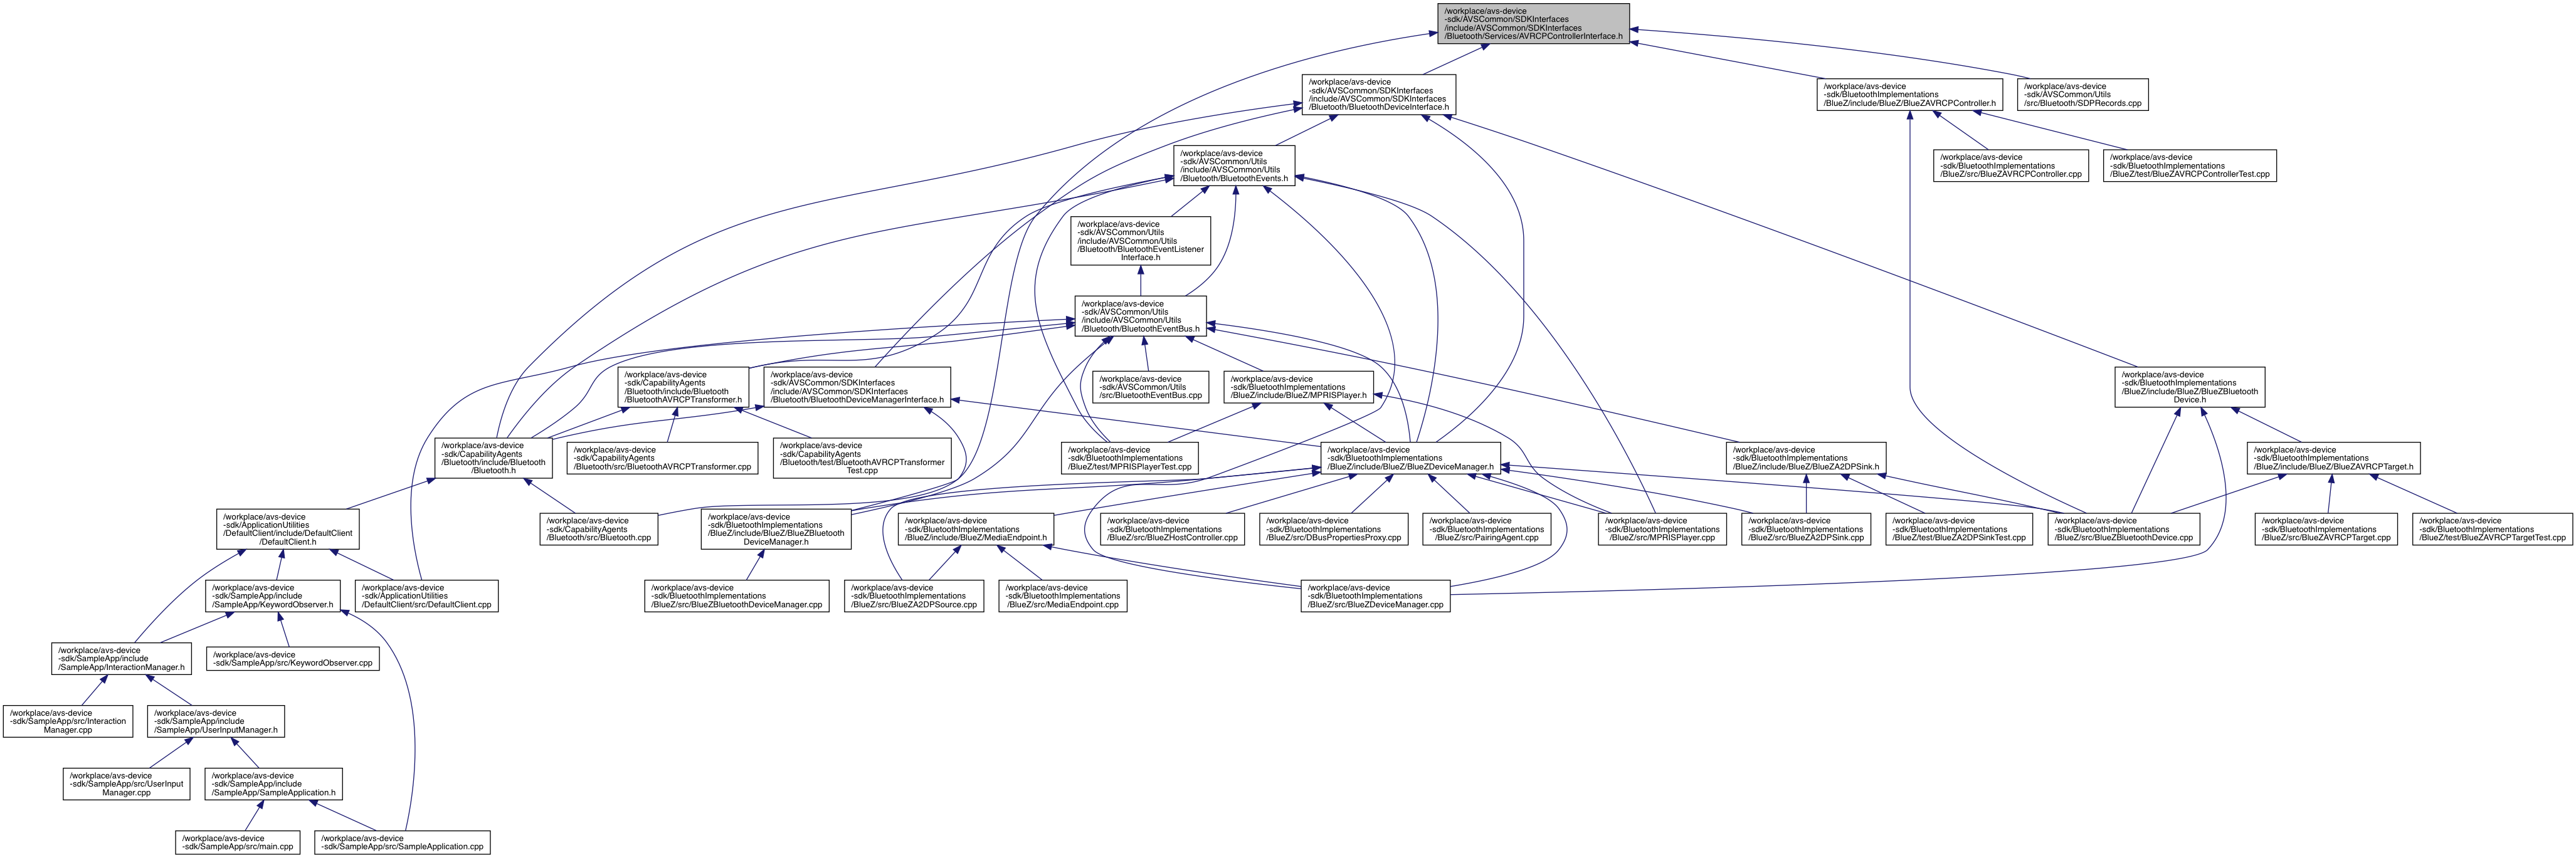 /workplace/avs-device
-sdk/AVSCommon/SDKInterfaces
/include/AVSCommon/SDKInterfaces
/Bluetooth/Services/AVRCPControllerInterface.h
/workplace/avs-device
-sdk/AVSCommon/SDKInterfaces
/include/AVSCommon/SDKInterfaces
/Bluetooth/BluetoothDeviceInterface.h
/workplace/avs-device
-sdk/BluetoothImplementations
/BlueZ/include/BlueZ/BlueZAVRCPController.h
/workplace/avs-device
-sdk/AVSCommon/Utils
/src/Bluetooth/SDPRecords.cpp
/workplace/avs-device
-sdk/AVSCommon/Utils
/include/AVSCommon/Utils
/Bluetooth/BluetoothEvents.h
/workplace/avs-device
-sdk/BluetoothImplementations
/BlueZ/src/BlueZAVRCPController.cpp
/workplace/avs-device
-sdk/BluetoothImplementations
/BlueZ/test/BlueZAVRCPControllerTest.cpp
/workplace/avs-device
-sdk/AVSCommon/Utils
/include/AVSCommon/Utils
/Bluetooth/BluetoothEventListener
Interface.h
/workplace/avs-device
-sdk/AVSCommon/Utils
/include/AVSCommon/Utils
/Bluetooth/BluetoothEventBus.h
/workplace/avs-device
-sdk/CapabilityAgents
/Bluetooth/include/Bluetooth
/BluetoothAVRCPTransformer.h
/workplace/avs-device
-sdk/AVSCommon/SDKInterfaces
/include/AVSCommon/SDKInterfaces
/Bluetooth/BluetoothDeviceManagerInterface.h
/workplace/avs-device
-sdk/AVSCommon/Utils
/src/BluetoothEventBus.cpp
/workplace/avs-device
-sdk/BluetoothImplementations
/BlueZ/include/BlueZ/MPRISPlayer.h
/workplace/avs-device
-sdk/BluetoothImplementations
/BlueZ/include/BlueZ/BlueZBluetooth
Device.h
/workplace/avs-device
-sdk/CapabilityAgents
/Bluetooth/include/Bluetooth
/Bluetooth.h
/workplace/avs-device
-sdk/CapabilityAgents
/Bluetooth/src/BluetoothAVRCPTransformer.cpp
/workplace/avs-device
-sdk/CapabilityAgents
/Bluetooth/test/BluetoothAVRCPTransformer
Test.cpp
/workplace/avs-device
-sdk/BluetoothImplementations
/BlueZ/test/MPRISPlayerTest.cpp
/workplace/avs-device
-sdk/BluetoothImplementations
/BlueZ/include/BlueZ/BlueZDeviceManager.h
/workplace/avs-device
-sdk/BluetoothImplementations
/BlueZ/include/BlueZ/BlueZA2DPSink.h
/workplace/avs-device
-sdk/BluetoothImplementations
/BlueZ/include/BlueZ/BlueZAVRCPTarget.h
/workplace/avs-device
-sdk/ApplicationUtilities
/DefaultClient/include/DefaultClient
/DefaultClient.h
/workplace/avs-device
-sdk/CapabilityAgents
/Bluetooth/src/Bluetooth.cpp
/workplace/avs-device
-sdk/BluetoothImplementations
/BlueZ/include/BlueZ/BlueZBluetooth
DeviceManager.h
/workplace/avs-device
-sdk/BluetoothImplementations
/BlueZ/include/BlueZ/MediaEndpoint.h
/workplace/avs-device
-sdk/BluetoothImplementations
/BlueZ/src/BlueZHostController.cpp
/workplace/avs-device
-sdk/BluetoothImplementations
/BlueZ/src/DBusPropertiesProxy.cpp
/workplace/avs-device
-sdk/BluetoothImplementations
/BlueZ/src/PairingAgent.cpp
/workplace/avs-device
-sdk/BluetoothImplementations
/BlueZ/src/MPRISPlayer.cpp
/workplace/avs-device
-sdk/BluetoothImplementations
/BlueZ/src/BlueZA2DPSink.cpp
/workplace/avs-device
-sdk/BluetoothImplementations
/BlueZ/test/BlueZA2DPSinkTest.cpp
/workplace/avs-device
-sdk/BluetoothImplementations
/BlueZ/src/BlueZBluetoothDevice.cpp
/workplace/avs-device
-sdk/BluetoothImplementations
/BlueZ/src/BlueZAVRCPTarget.cpp
/workplace/avs-device
-sdk/BluetoothImplementations
/BlueZ/test/BlueZAVRCPTargetTest.cpp
/workplace/avs-device
-sdk/SampleApp/include
/SampleApp/KeywordObserver.h
/workplace/avs-device
-sdk/ApplicationUtilities
/DefaultClient/src/DefaultClient.cpp
/workplace/avs-device
-sdk/BluetoothImplementations
/BlueZ/src/BlueZBluetoothDeviceManager.cpp
/workplace/avs-device
-sdk/BluetoothImplementations
/BlueZ/src/BlueZA2DPSource.cpp
/workplace/avs-device
-sdk/BluetoothImplementations
/BlueZ/src/MediaEndpoint.cpp
/workplace/avs-device
-sdk/BluetoothImplementations
/BlueZ/src/BlueZDeviceManager.cpp
/workplace/avs-device
-sdk/SampleApp/include
/SampleApp/InteractionManager.h
/workplace/avs-device
-sdk/SampleApp/src/KeywordObserver.cpp
/workplace/avs-device
-sdk/SampleApp/src/Interaction
Manager.cpp
/workplace/avs-device
-sdk/SampleApp/include
/SampleApp/UserInputManager.h
/workplace/avs-device
-sdk/SampleApp/src/UserInput
Manager.cpp
/workplace/avs-device
-sdk/SampleApp/include
/SampleApp/SampleApplication.h
/workplace/avs-device
-sdk/SampleApp/src/main.cpp
/workplace/avs-device
-sdk/SampleApp/src/SampleApplication.cpp